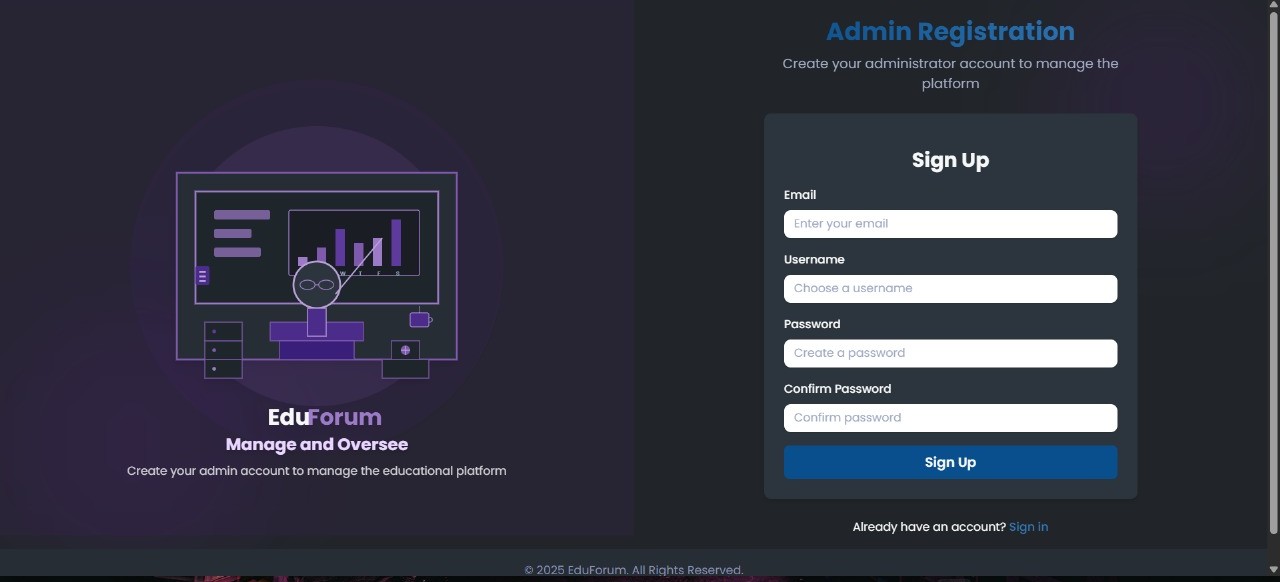 Admin Registration
Create your administrator account to manage the
platform
Sign Up
Email
Enter your email
Username
Choose a username
Password
Create a password
Confirm Password
Confirm password
Sign Up
Already have an account? Sign in
W T F S
EduForum
Manage and Oversee
Create your admin account to manage the educational platform
© 2025 EduForum. All Rights Reserved.